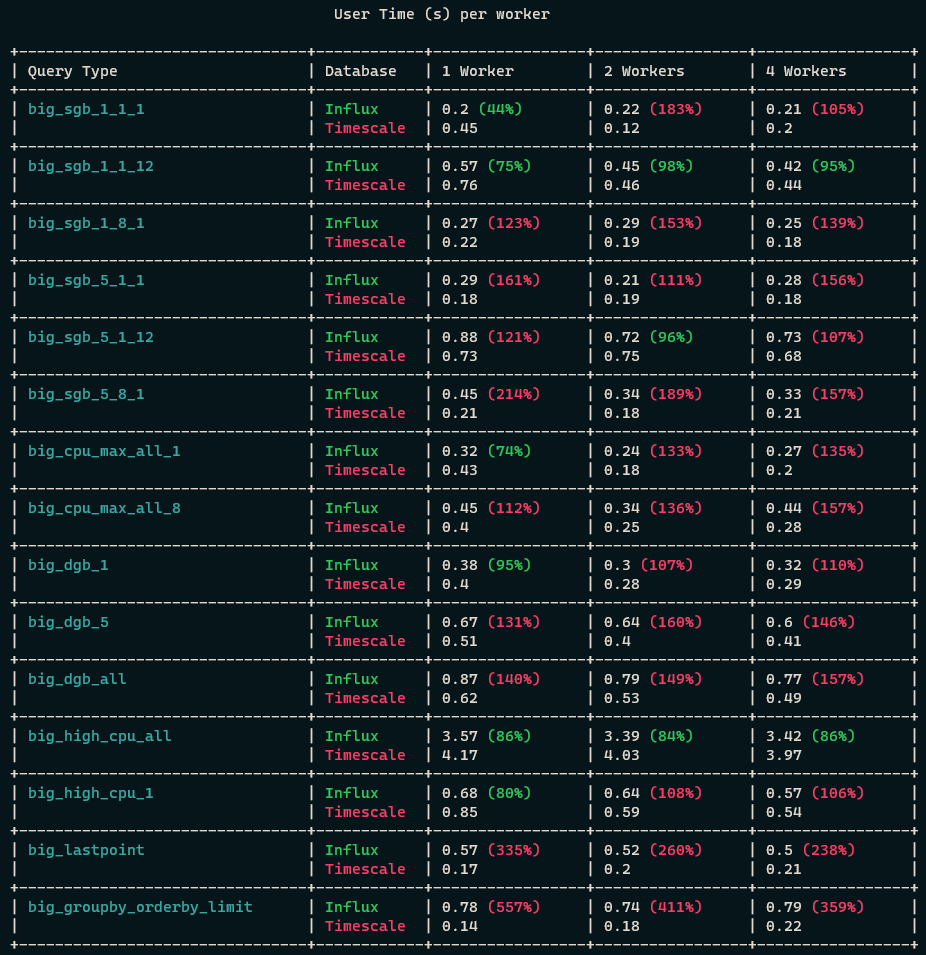 User Time (s) per worker
+--------------------------------+------------+-----------------+-----------------+-----------------+
| Query Type | Database | 1 Worker | 2 Workers | 4 Workers |
| big_sgb_1_1_1 | Influx | 0.2 (44%) | 0.22 (183%) | 0.21 (105%) |
| | Timescale | 0.45 | 0.12 | 0.2 |
| big_sgb_1_1_12 | Influx | 0.57 (75%) | 0.45 (98%) | 0.42 (95%) |
| | Timescale | 0.76 | 0.46 | 0.44 |
| big_sgb_1_8_1 | Influx | 0.27 (123%) | 0.29 (153%) | 0.25 (139%) |
| | Timescale | 0.22 | 0.19 | 0.18 |
| big_sgb_5_1_1 | Influx | 0.29 (161%) | 0.21 (111%) | 0.28 (156%) |
| | Timescale | 0.18 | 0.19 | 0.18 |
| big_sgb_5_1_12 | Influx | 0.88 (121%) | 0.72 (96%) | 0.73 (107%) |
| | Timescale | 0.73 | 0.75 | 0.68 |
| big_sgb_5_8_1 | Influx | 0.45 (214%) | 0.34 (189%) | 0.33 (157%) |
| | Timescale | 0.21 | 0.18 | 0.21 |
| big_cpu_max_all_1 | Influx | 0.32 (74%) | 0.24 (133%) | 0.27 (135%) |
| | Timescale | 0.43 | 0.18 | 0.2 |
| big_cpu_max_all_8 | Influx | 0.45 (112%) | 0.34 (136%) | 0.44 (157%) |
| | Timescale | 0.4 | 0.25 | 0.28 |
| big_dgb_1 | Influx | 0.38 (95%) | 0.3 (107%) | 0.32 (110%) |
| | Timescale | 0.4 | 0.28 | 0.29 |
| big_dgb_5 | Influx | 0.67 (131%) | 0.64 (160%) | 0.6 (146%) |
| | Timescale | 0.51 | 0.4 | 0.41 |
| big_dgb_all | Influx | 0.87 (140%) | 0.79 (149%) | 0.77 (157%) |
| | Timescale | 0.62 | 0.53 | 0.49 |
| big_high_cpu_all | Influx | 3.57 (86%) | 3.39 (84%) | 3.42 (86%) |
| | Timescale | 4.17 | 4.03 | 3.97 |
| big_high_cpu_1 | Influx | 0.68 (80%) | 0.64 (108%) | 0.57 (106%) |
| | Timescale | 0.85 | 0.59 | 0.54 |
| big_lastpoint | Influx | 0.57 (335%) | 0.52 (260%) | 0.5 (238%) |
| | Timescale | 0.17 | 0.2 | 0.21 |
| big_groupby_orderby_limit | Influx | 0.78 (557%) | 0.74 (411%) | 0.79 (359%) |
| | Timescale | 0.14 | 0.18 | 0.22 |